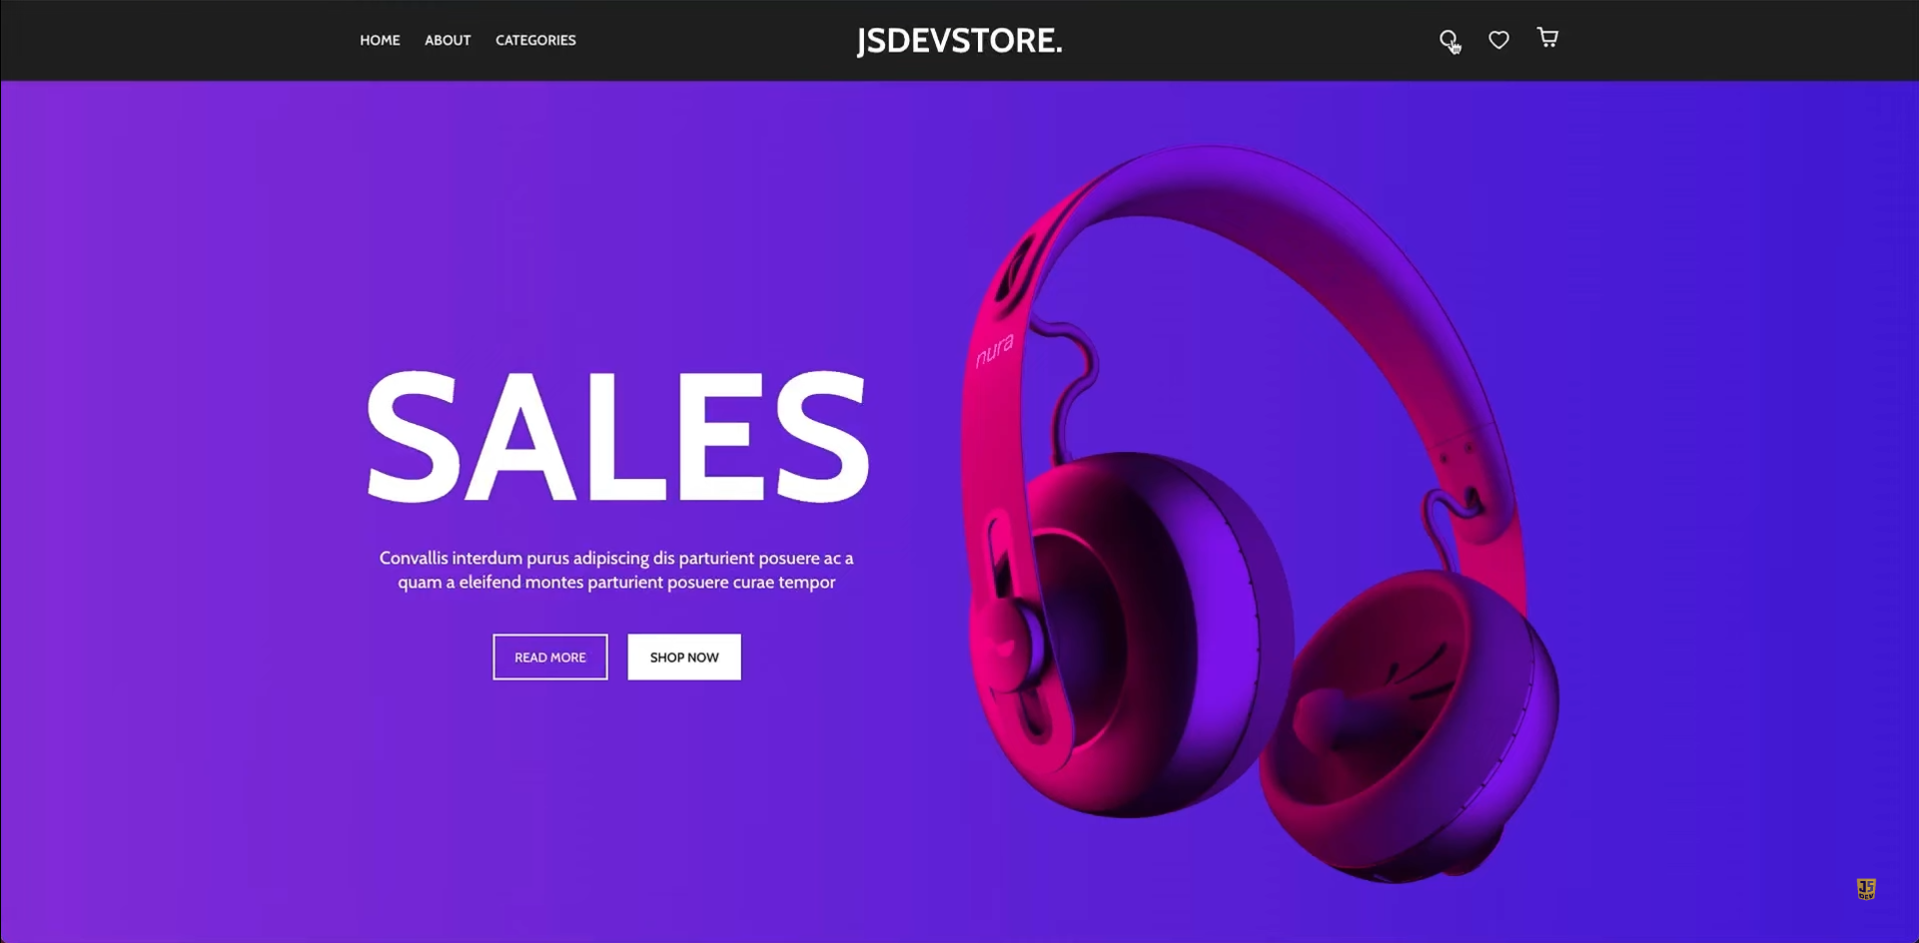 HOME ABOUT CATEGORIES JSDEVSTORE.
nura
SALES
Convallis interdum purus adipiscing dis parturient posuere ac a
quam a eleifend montes parturient posuere curae tempor
READ MORE SHOP NOW
JS
DEV